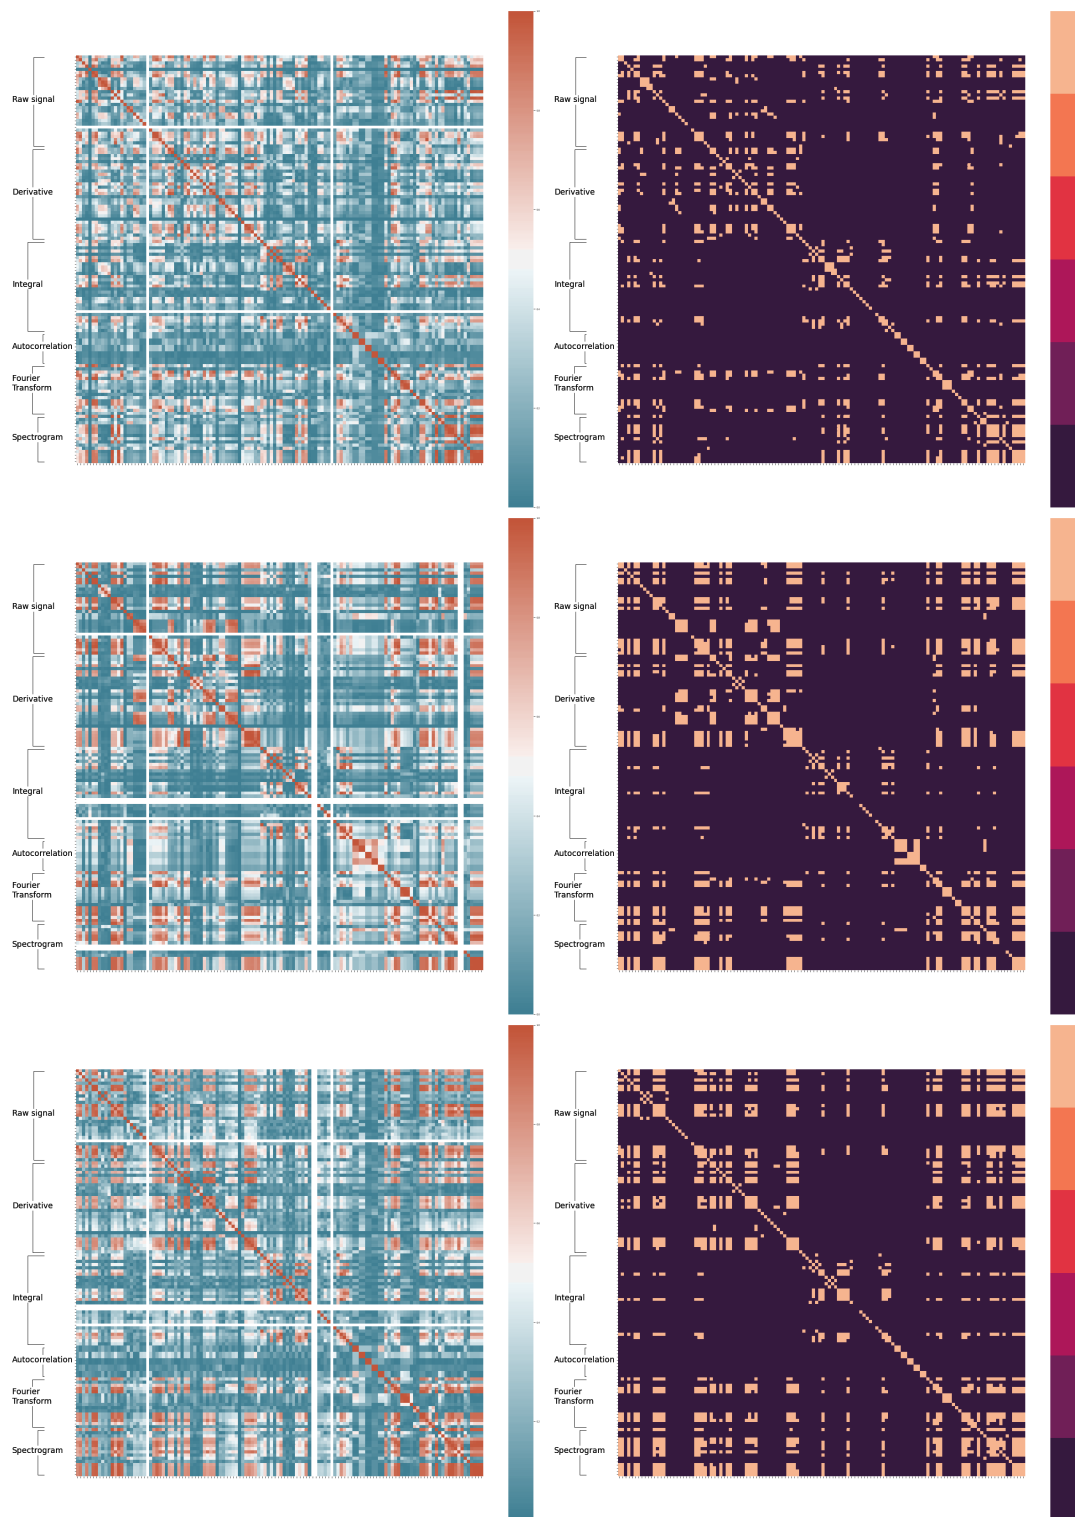 Raw signal
Derivative
Integral
Autocorrelation
Fourier
Transform
Spectrogram
Raw signal
Derivative
Integral
Autocorrelation
Fourier
Transform
Spectrogram
Raw signal
Derivative
Integral
Autocorrelation
Fourier
Transform
Spectrogram
Raw signal
Derivative
Integral
Autocorrelation
Fourier
Transform
Spectrogram
Raw signal
Derivative
Integral
Autocorrelation
Fourier
Transform
Spectrogram
Raw signal
Derivative
Integral
Autocorrelation
Fourier
Transform
Spectrogram